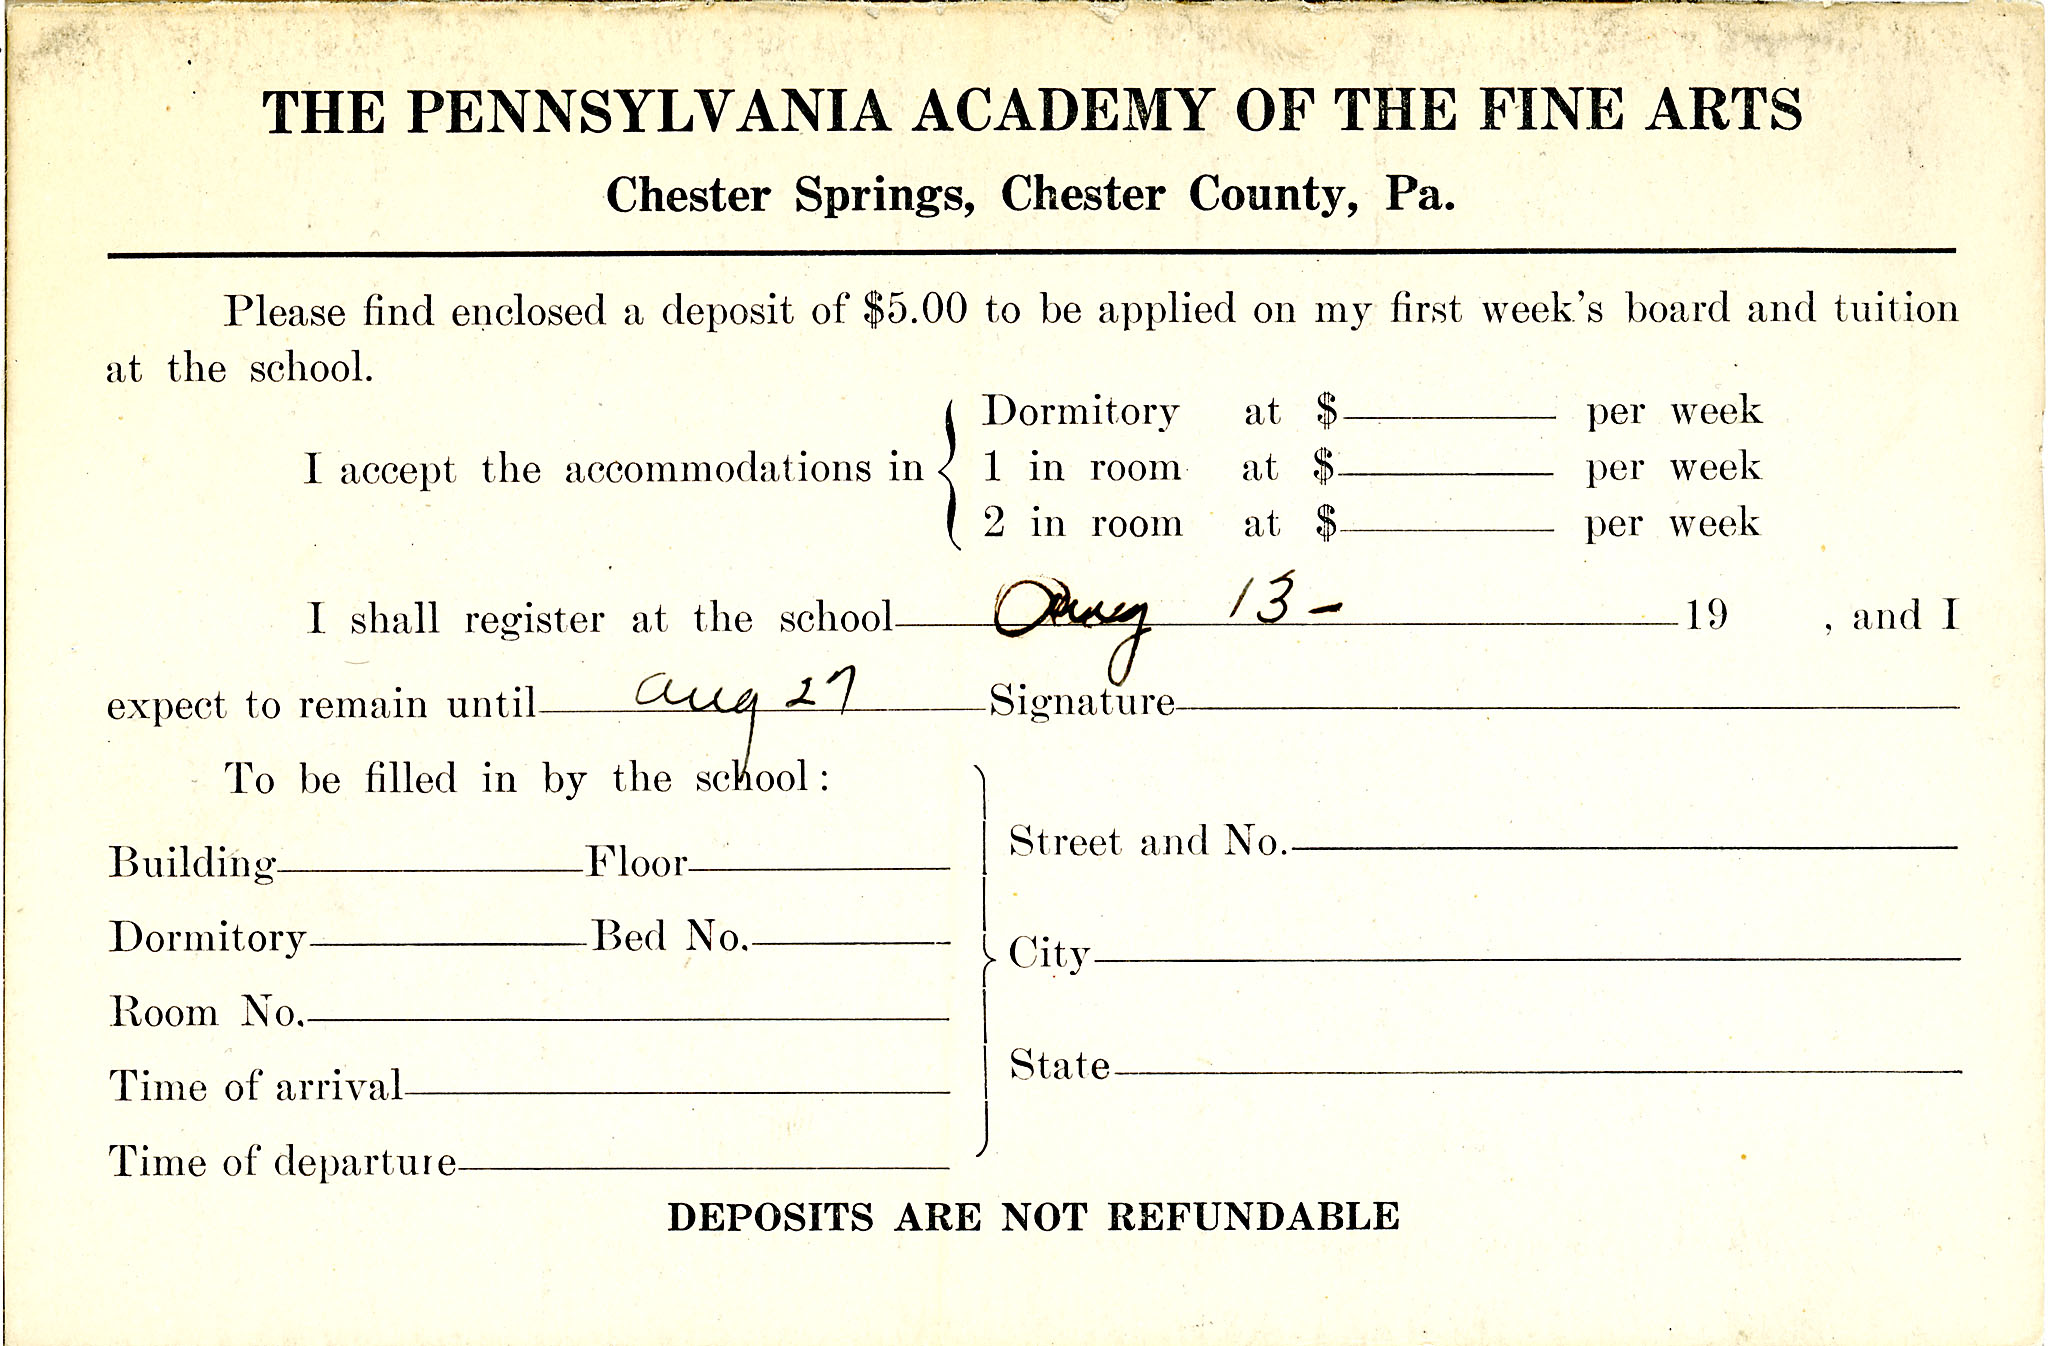 THE PENNSYLVANIA ACADEMY OF THE FINE ARTS
Chester Springs, Chester County, Pa.
Please find enclosed a deposit of $5.00 to be applied on my first week's board and tuition
at the school.
I accept the accommodations in
Dormitory at $ per week
1 in room at $ per week
2 in room at $ per week
I shall register at the school Aug 13- 19 , and I
expect to remain until Aug 27 Signature
To be filled in by the school:
Building Floor
Dormitory Bed No.
Room No.
Time of arrival
Time of departure
Street and No.
City
State
DEPOSITS ARE NOT REFUNDABLE